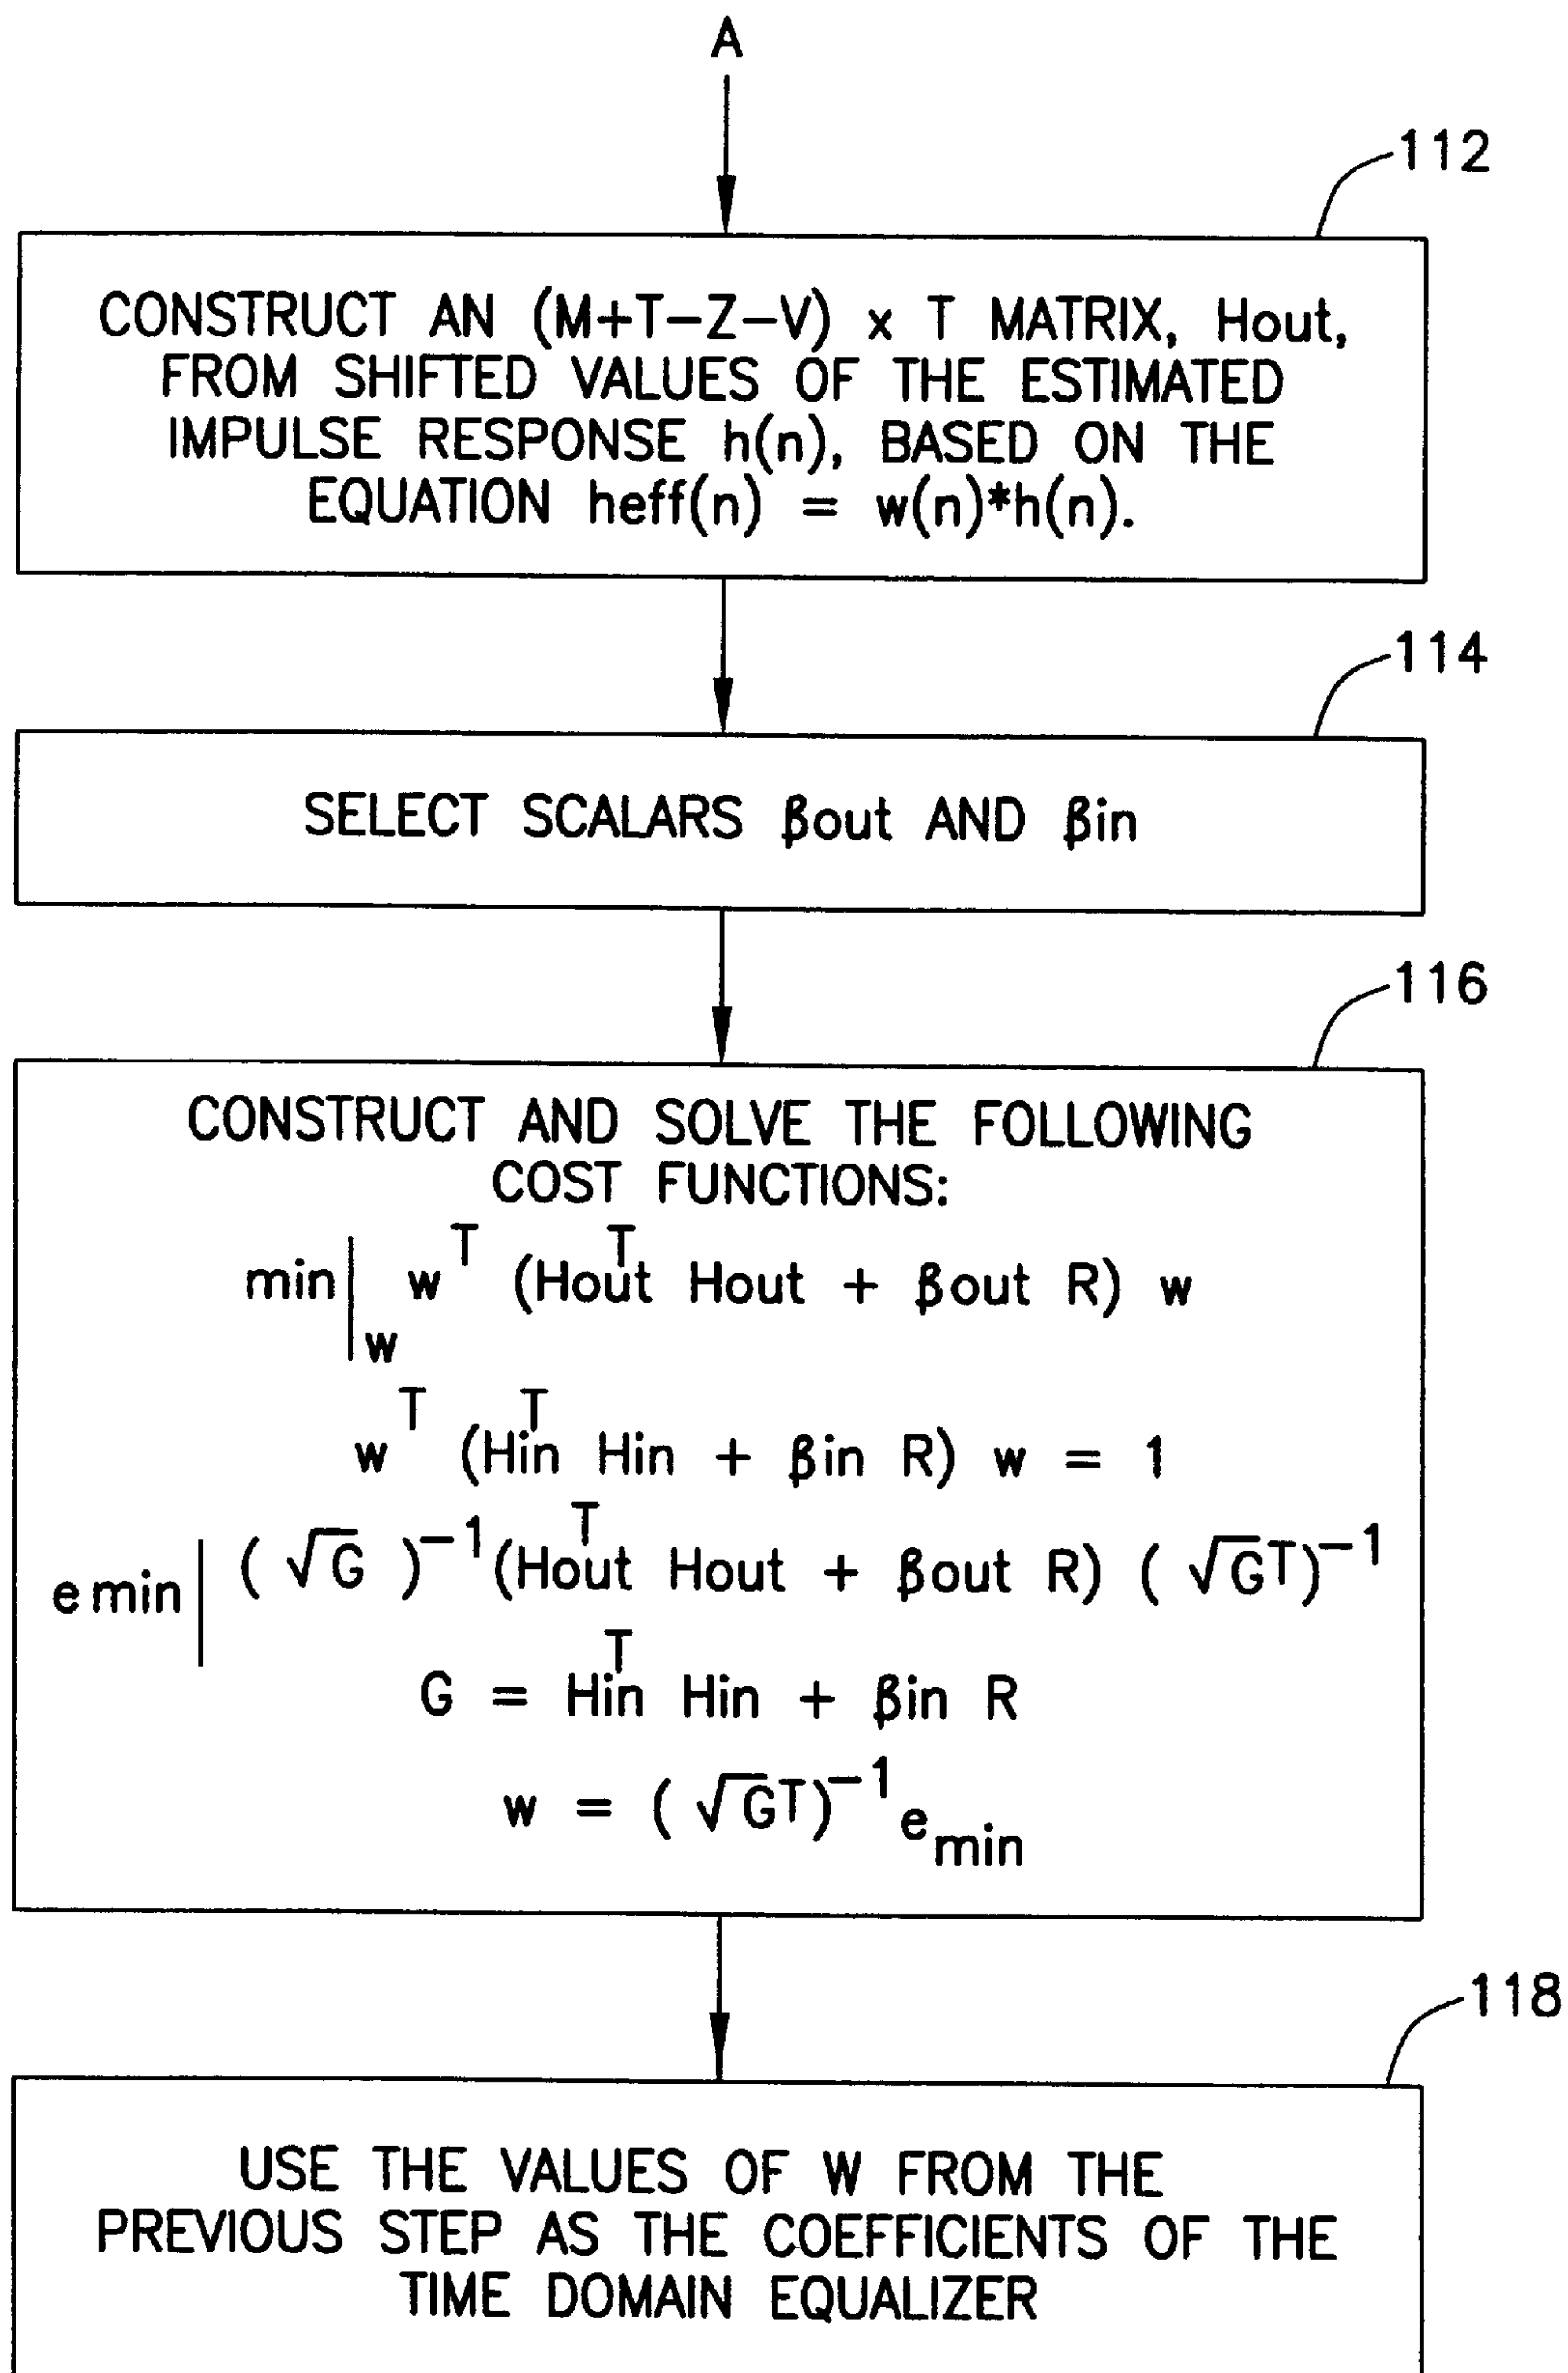 A
112
CONSTRUCT AN (M+T−Z−V) x T MATRIX, Hout,
FROM SHIFTED VALUES OF THE ESTIMATED
IMPULSE RESPONSE h(n), BASED ON THE
EQUATION heff(n) = w(n)*h(n).
114
SELECT SCALARS βout AND βin
116
CONSTRUCT AND SOLVE THE FOLLOWING
COST FUNCTIONS:
min|w w^T (Hout^T Hout + βout R) w
w^T (Hin^T Hin + βin R) w = 1
e min| (√G)^−1 (Hout^T Hout + βout R) (√G^T)^−1
G = Hin^T Hin + βin R
w = (√G^T)^−1 e_min
118
USE THE VALUES OF W FROM THE
PREVIOUS STEP AS THE COEFFICIENTS OF THE
TIME DOMAIN EQUALIZER